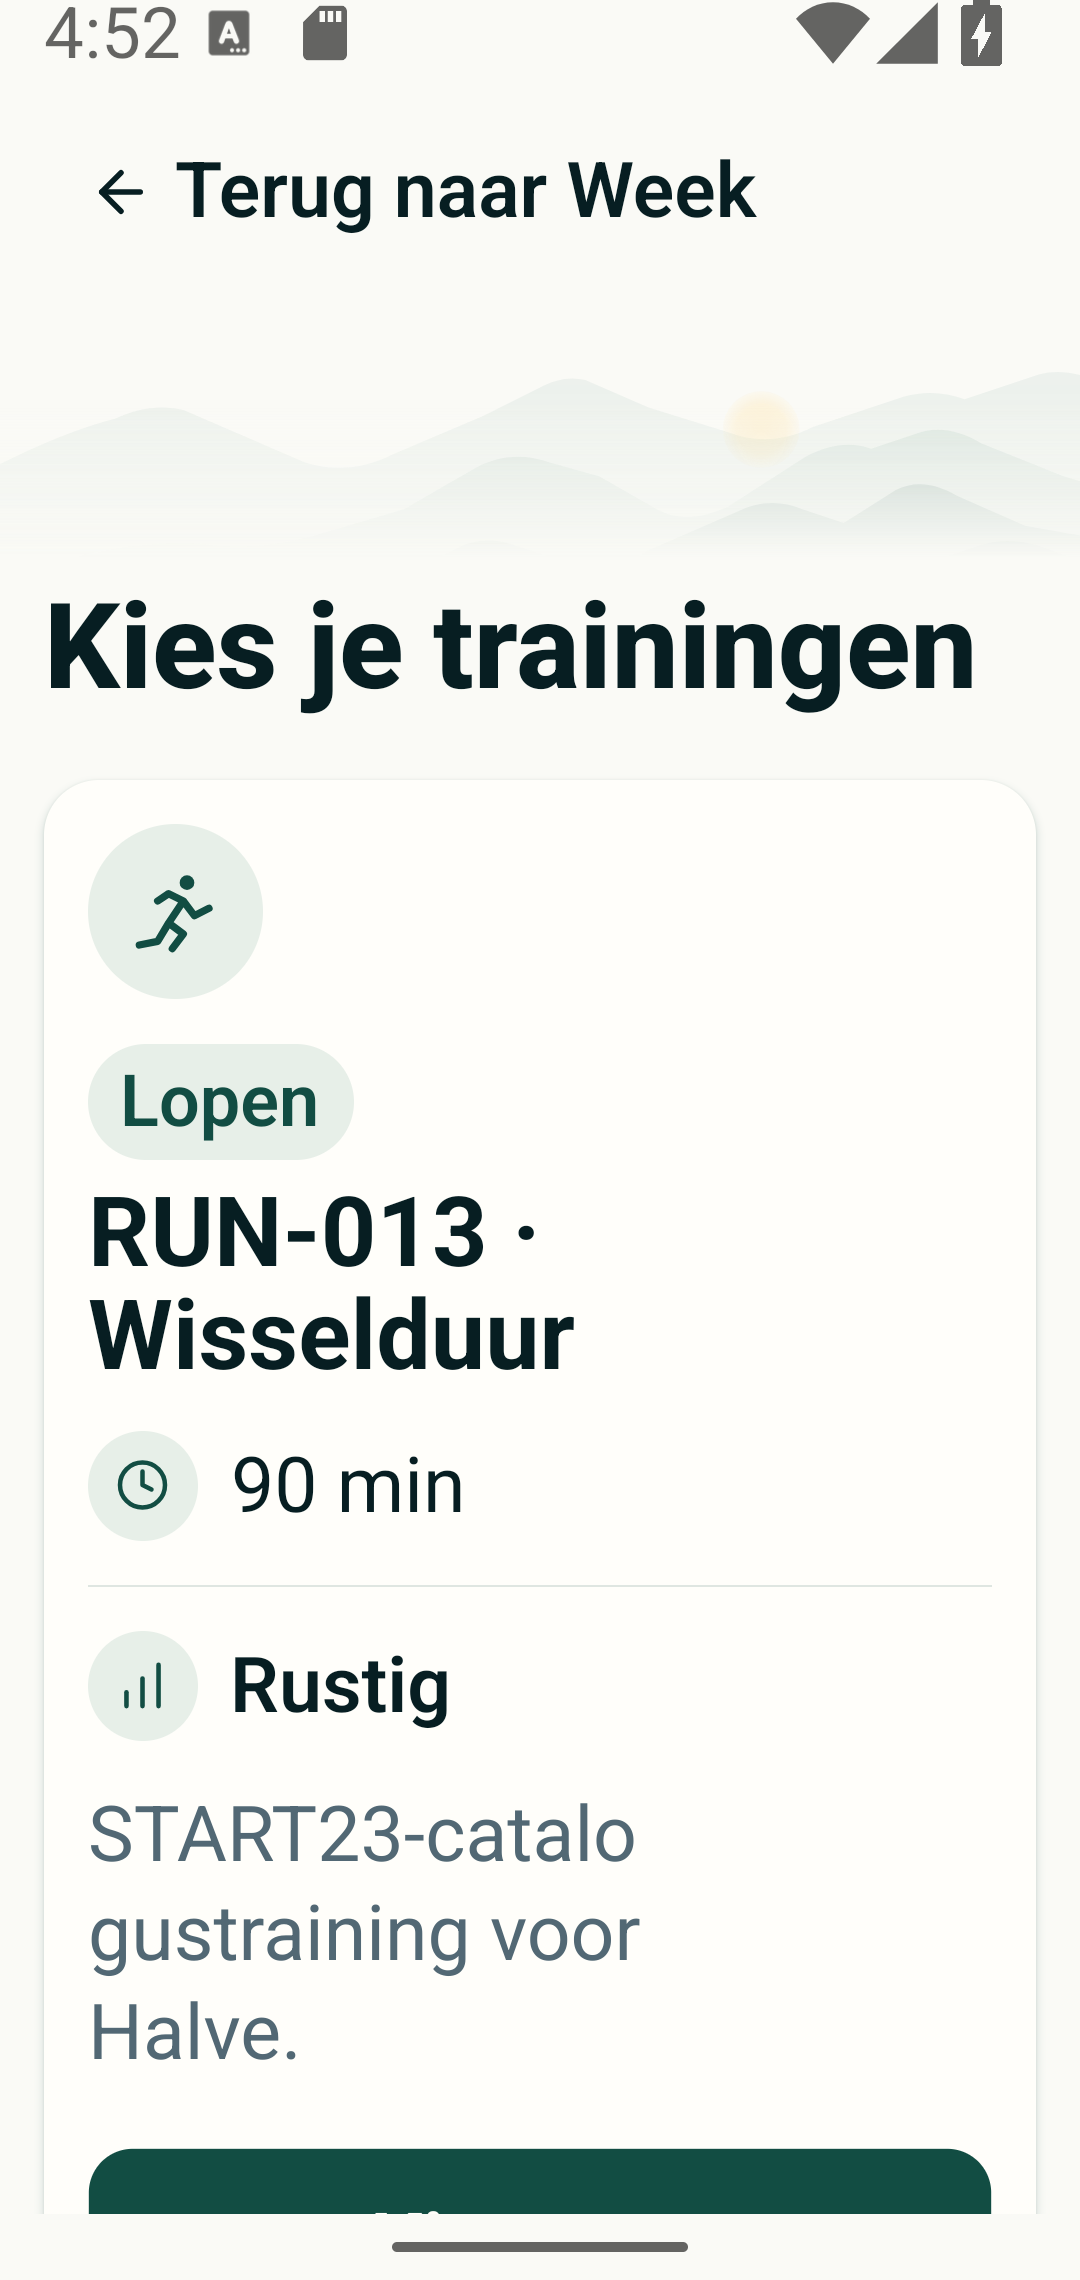 4:52
Terug naar Week
Kies je trainingen
Lopen
RUN-013 ·
Wisselduur
90 min
Rustig
START23-catalo
gustraining voor
Halve.